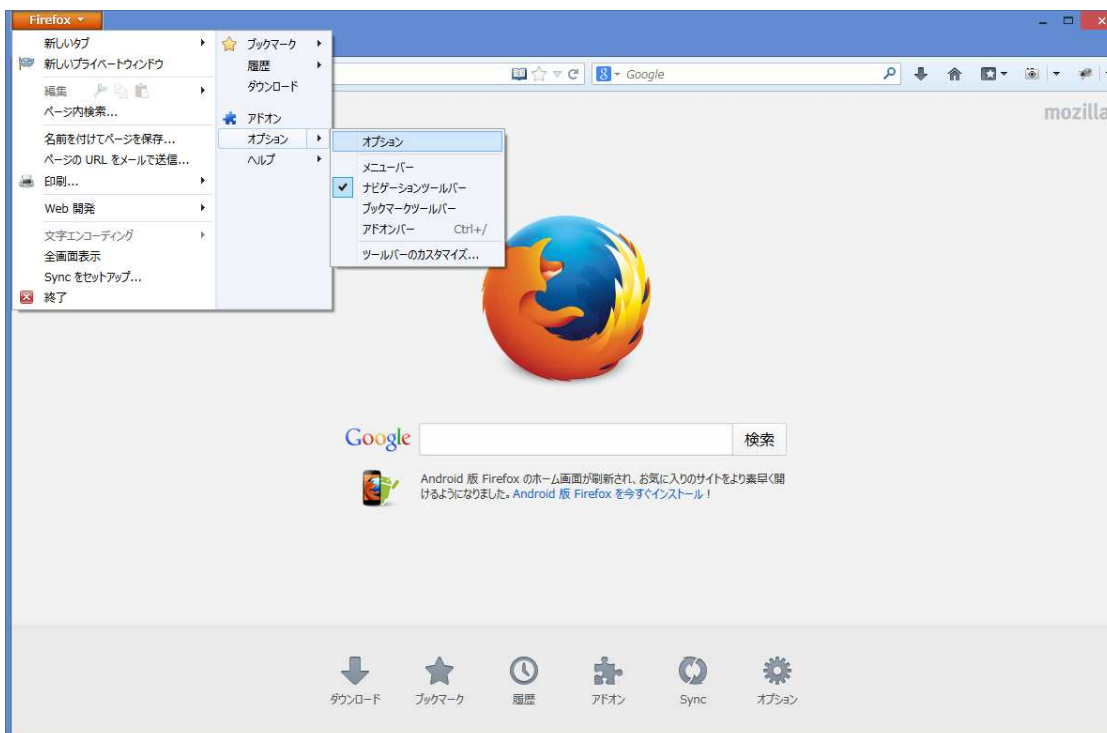 Firefox
新しいタブ
新しいプライベートウィンドウ
編集
ページ内検索...
名前を付けてページを保存...
ページの URL をメールで送信...
印刷...
Web 開発
文字エンコーディング
全画面表示
Sync をセットアップ...
終了
ブックマーク
履歴
ダウンロード
アドオン
オプション
ヘルプ
オプション
メニューバー
ナビゲーションツールバー
ブックマークツールバー
アドオンバー Ctrl+/
ツールバーのカスタマイズ...
8 Google
mozilla
Google
検索
Android 版 Firefox のホーム画面が刷新され、お気に入りのサイトをより素早く開
けるようになりました。Android 版 Firefox を今すぐインストール！
ダウンロード
ブックマーク
履歴
アドオン
Sync
オプション